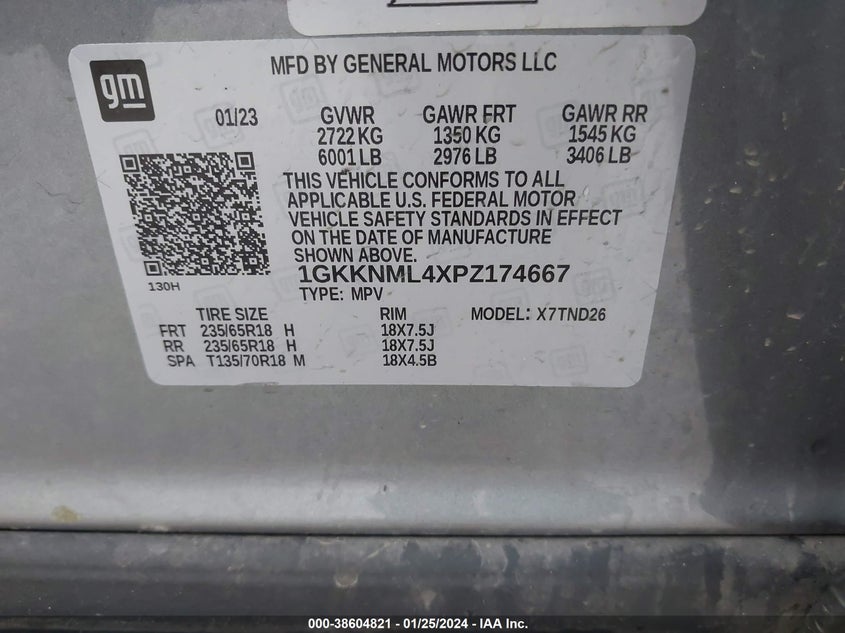 gm
MFD BY GENERAL MOTORS LLC
01/23 GVWR GAWR FRT GAWR RR
2722 KG 1350 KG 1545 KG
6001 LB 2976 LB 3406 LB
THIS VEHICLE CONFORMS TO ALL
APPLICABLE U.S. FEDERAL MOTOR
VEHICLE SAFETY STANDARDS IN EFFECT
ON THE DATE OF MANUFACTURE
SHOWN ABOVE.
1GKKNML4XPZ174667
130H
TYPE: MPV
TIRE SIZE RIM MODEL: X7TND26
FRT 235/65R18 H 18X7.5J
RR 235/65R18 H 18X7.5J
SPA T135/70R18 M 18X4.5B
000-38604821 - 01/25/2024 - IAA Inc.